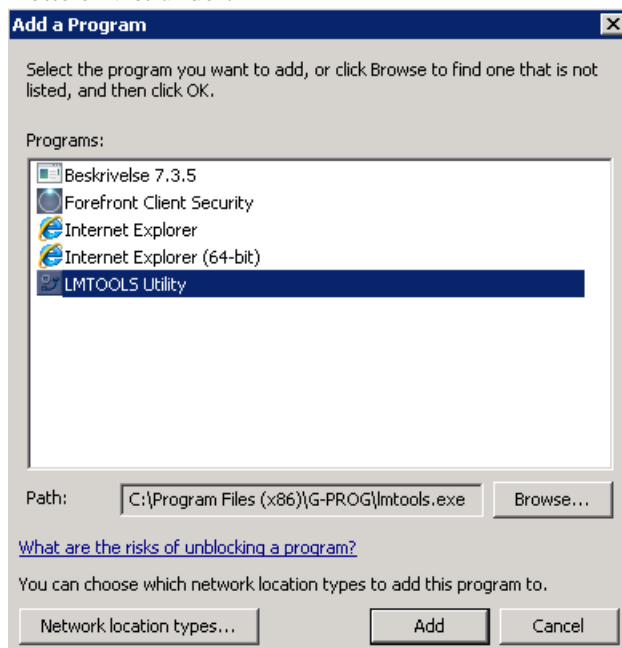 Add a Program
Select the program you want to add, or click Browse to find one that is not
listed, and then click OK.
Programs:
Beskrivelse 7.3.5
Forefront Client Security
Internet Explorer
Internet Explorer (64-bit)
LMTOOLS Utility
Path: C:\Program Files (x86)\G-PROG\lmtools.exe Browse...
What are the risks of unblocking a program?
You can choose which network location types to add this program to.
Network location types... Add Cancel